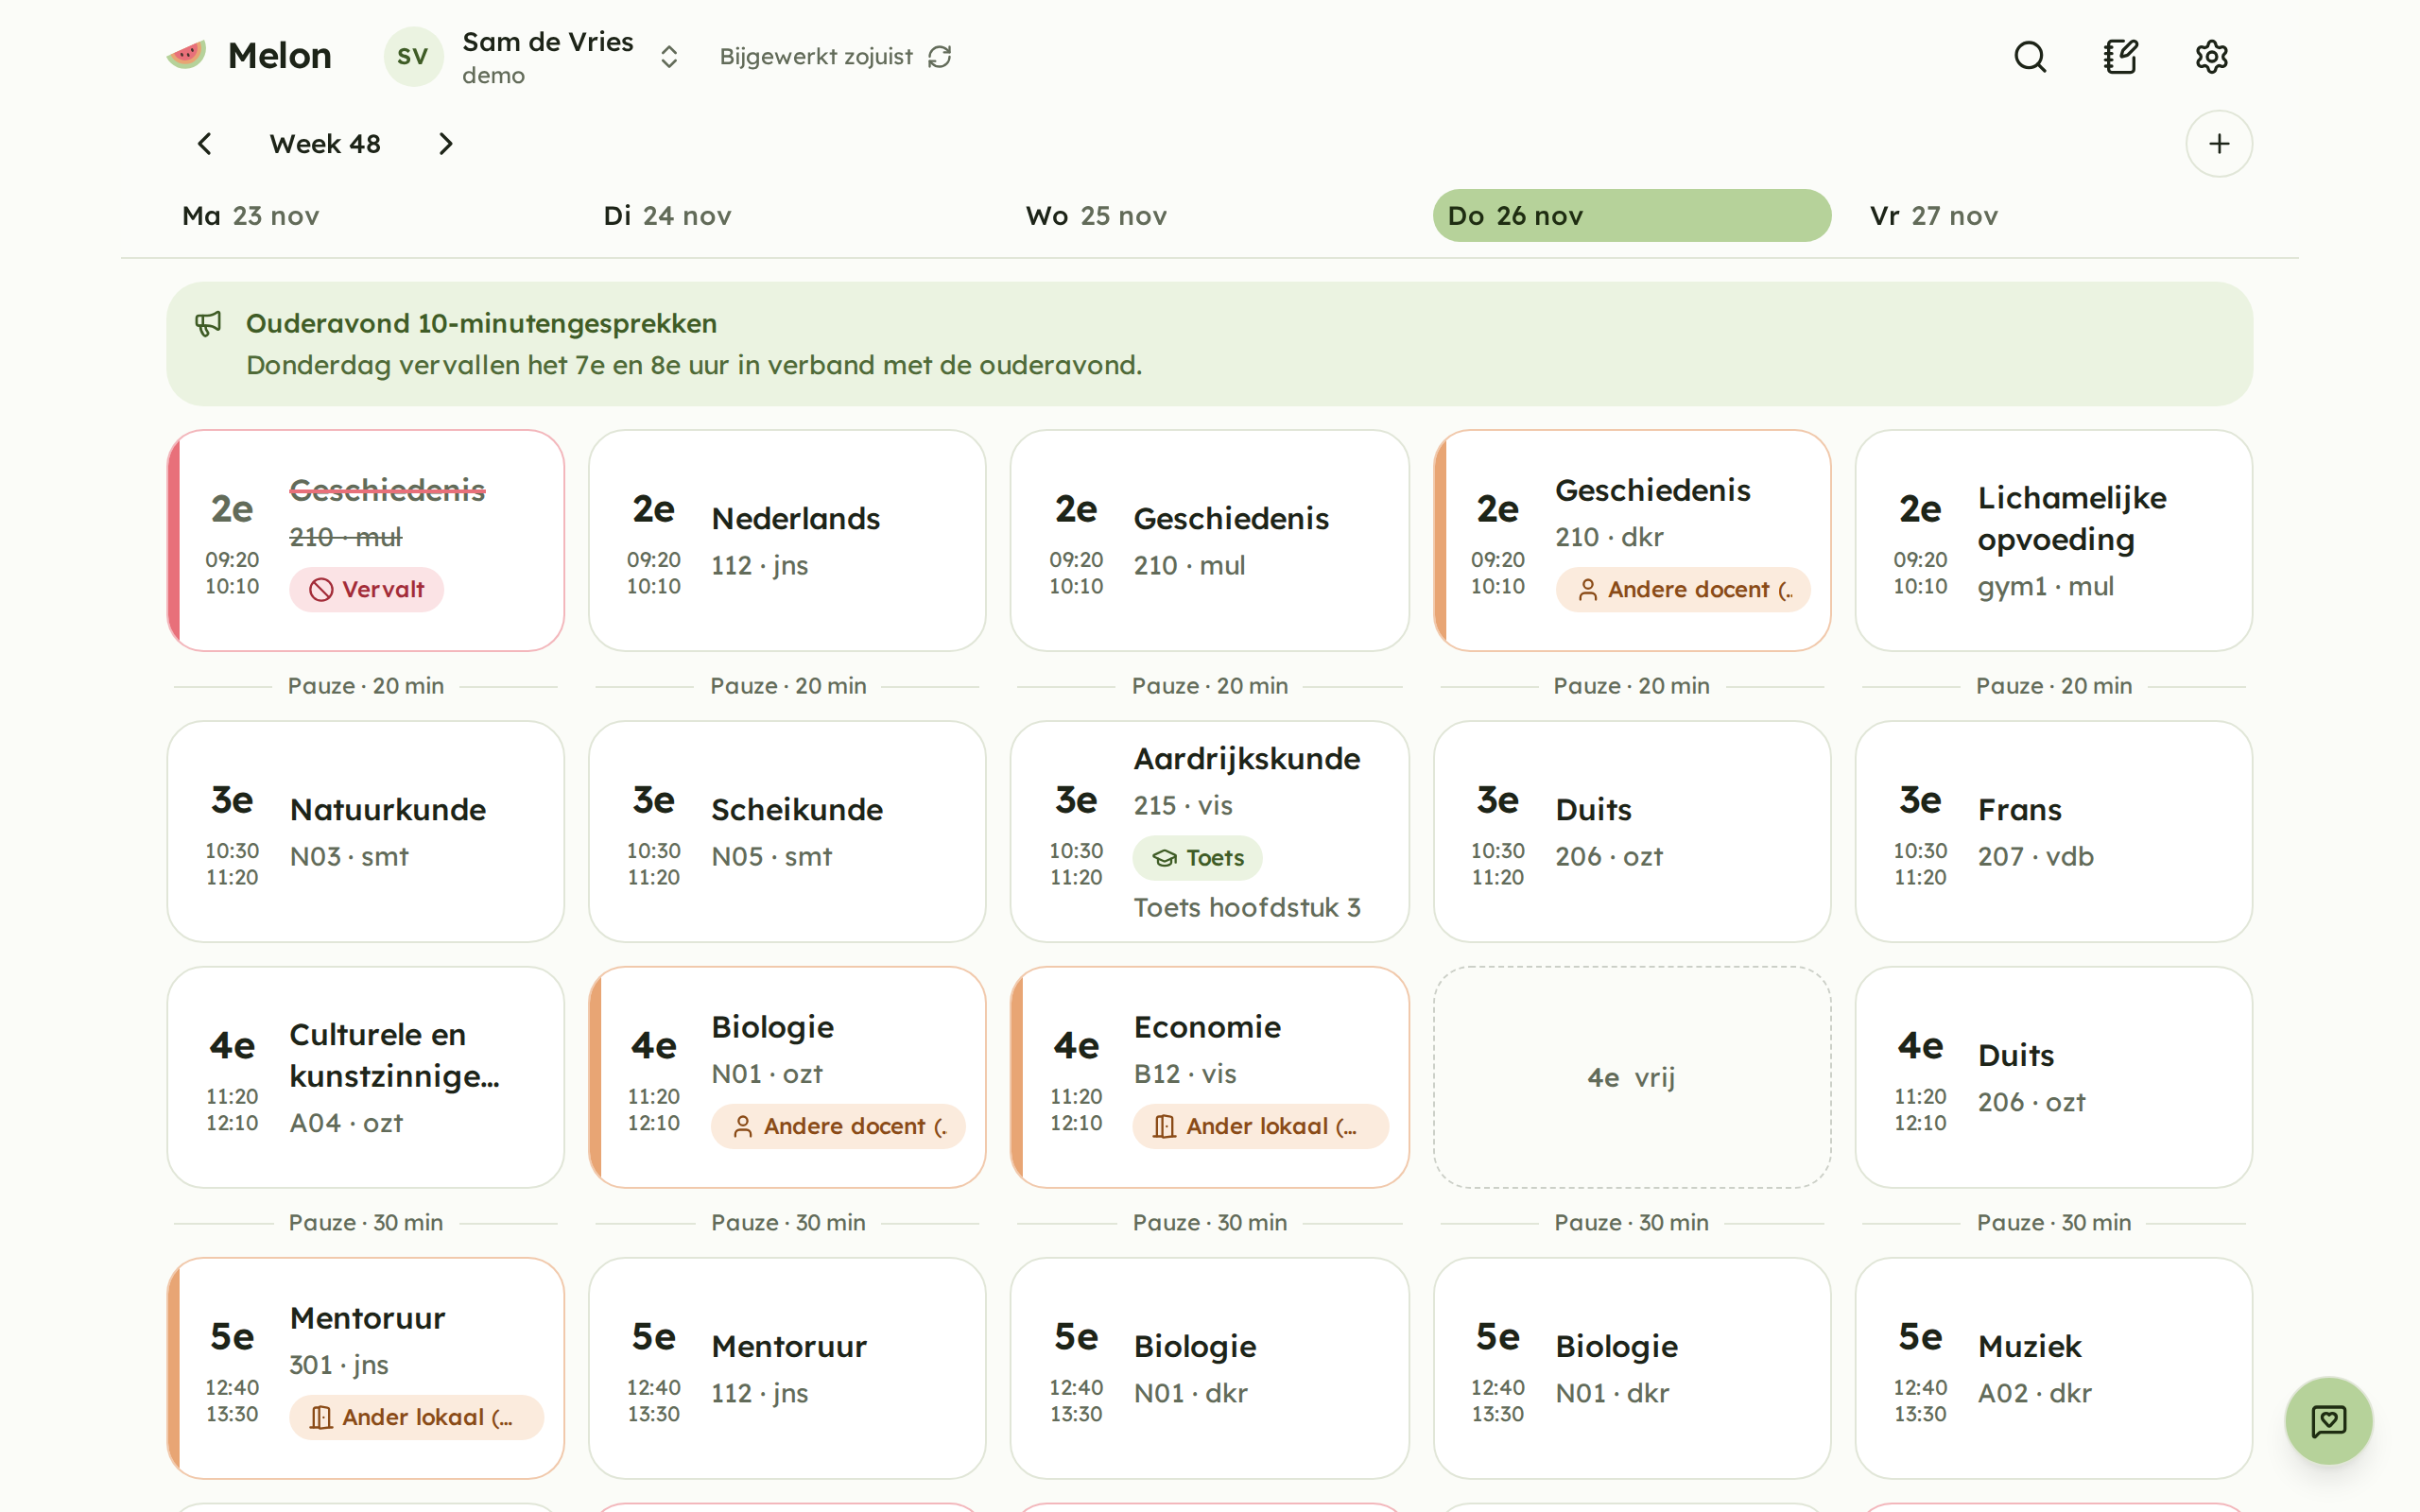 Melon
SV
Sam de Vries
demo
Bijgewerkt zojuist
Week 48
Ma 23 nov
Di 24 nov
Wo 25 nov
Do 26 nov
Vr 27 nov
Ouderavond 10-minutengesprekken
Donderdag vervallen het 7e en 8e uur in verband met de ouderavond.
2e
09:20
10:10
Geschiedenis
210 · mul
Vervalt
2e
09:20
10:10
Nederlands
112 · jns
2e
09:20
10:10
Geschiedenis
210 · mul
2e
09:20
10:10
Geschiedenis
210 · dkr
Andere docent (..
2e
09:20
10:10
Lichamelijke
opvoeding
gym1 · mul
Pauze · 20 min
Pauze · 20 min
Pauze · 20 min
Pauze · 20 min
Pauze · 20 min
3e
10:30
11:20
Natuurkunde
N03 · smt
3e
10:30
11:20
Scheikunde
N05 · smt
3e
10:30
11:20
Aardrijkskunde
215 · vis
Toets
Toets hoofdstuk 3
3e
10:30
11:20
Duits
206 · ozt
3e
10:30
11:20
Frans
207 · vdb
4e
11:20
12:10
Culturele en
kunstzinnige...
A04 · ozt
4e
11:20
12:10
Biologie
N01 · ozt
Andere docent (.
4e
11:20
12:10
Economie
B12 · vis
Ander lokaal (...
4e vrij
4e
11:20
12:10
Duits
206 · ozt
Pauze · 30 min
Pauze · 30 min
Pauze · 30 min
Pauze · 30 min
Pauze · 30 min
5e
12:40
13:30
Mentoruur
301 · jns
Ander lokaal (...
5e
12:40
13:30
Mentoruur
112 · jns
5e
12:40
13:30
Biologie
N01 · dkr
5e
12:40
13:30
Biologie
N01 · dkr
5e
12:40
13:30
Muziek
A02 · dkr